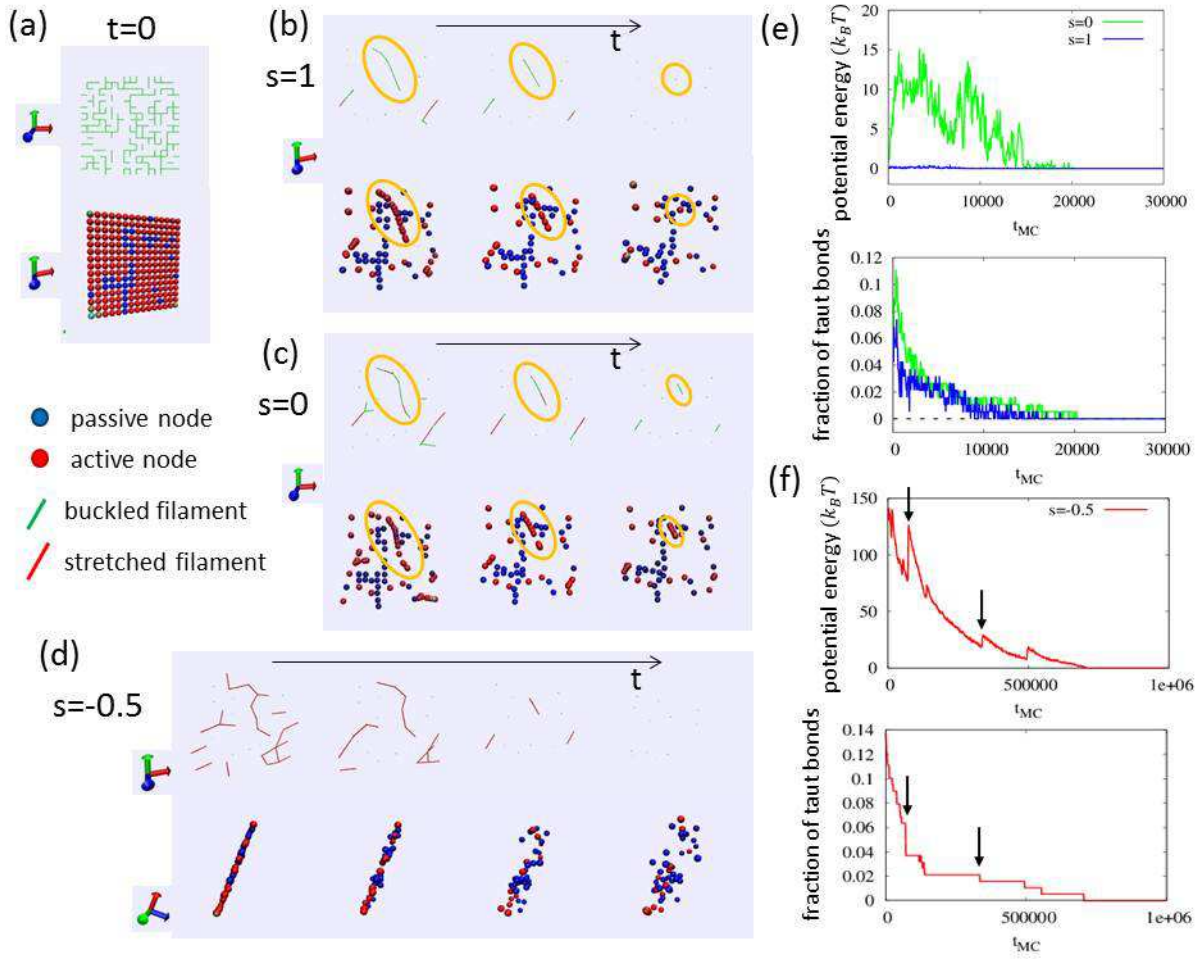 (a)
t=0
passive node
active node
buckled filament
stretched filament
(b)
s=1
t
(c)
s=0
t
(d)
s=-0.5
t
(e)
potential energy (k_BT)
20
15
10
5
0
s=0
s=1
0
10000
20000
30000
t_MC
fraction of taut bonds
0.12
0.1
0.08
0.06
0.04
0.02
0
0
10000
20000
30000
t_MC
(f)
potential energy (k_BT)
150
100
50
0
s=-0.5
0
500000
1e+06
t_MC
fraction of taut bonds
0.14
0.12
0.1
0.08
0.06
0.04
0.02
0
0
500000
1e+06
t_MC